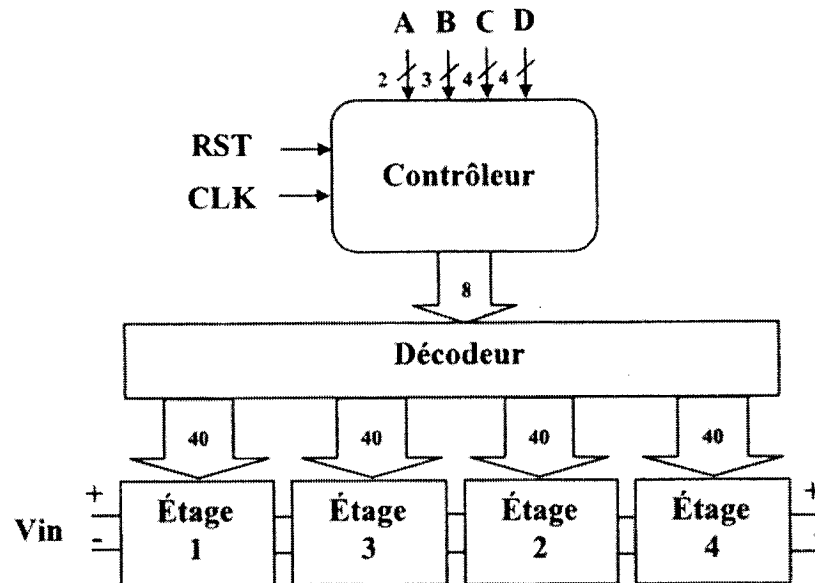 A B C D
2 3 4 4
RST
CLK
Contrôleur
8
Décodeur
40 40 40 40
+ +
Vin
- -
Étage 1
Étage 3
Étage 2
Étage 4